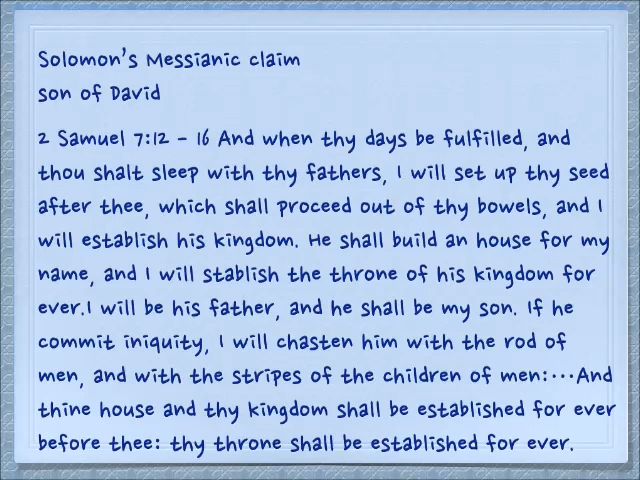 Solomon's Messianic claim
son of David
2 Samuel 7:12 - 16 And when thy days be fulfilled, and
thou shalt sleep with thy fathers, I will set up thy seed
after thee, which shall proceed out of thy bowels, and I
will establish his kingdom. He shall build an house for my
name, and I will stablish the throne of his kingdom for
ever.I will be his father, and he shall be my son. If he
commit iniquity, I will chasten him with the rod of
men, and with the stripes of the children of men:···And
thine house and thy kingdom shall be established for ever
before thee: thy throne shall be established for ever.